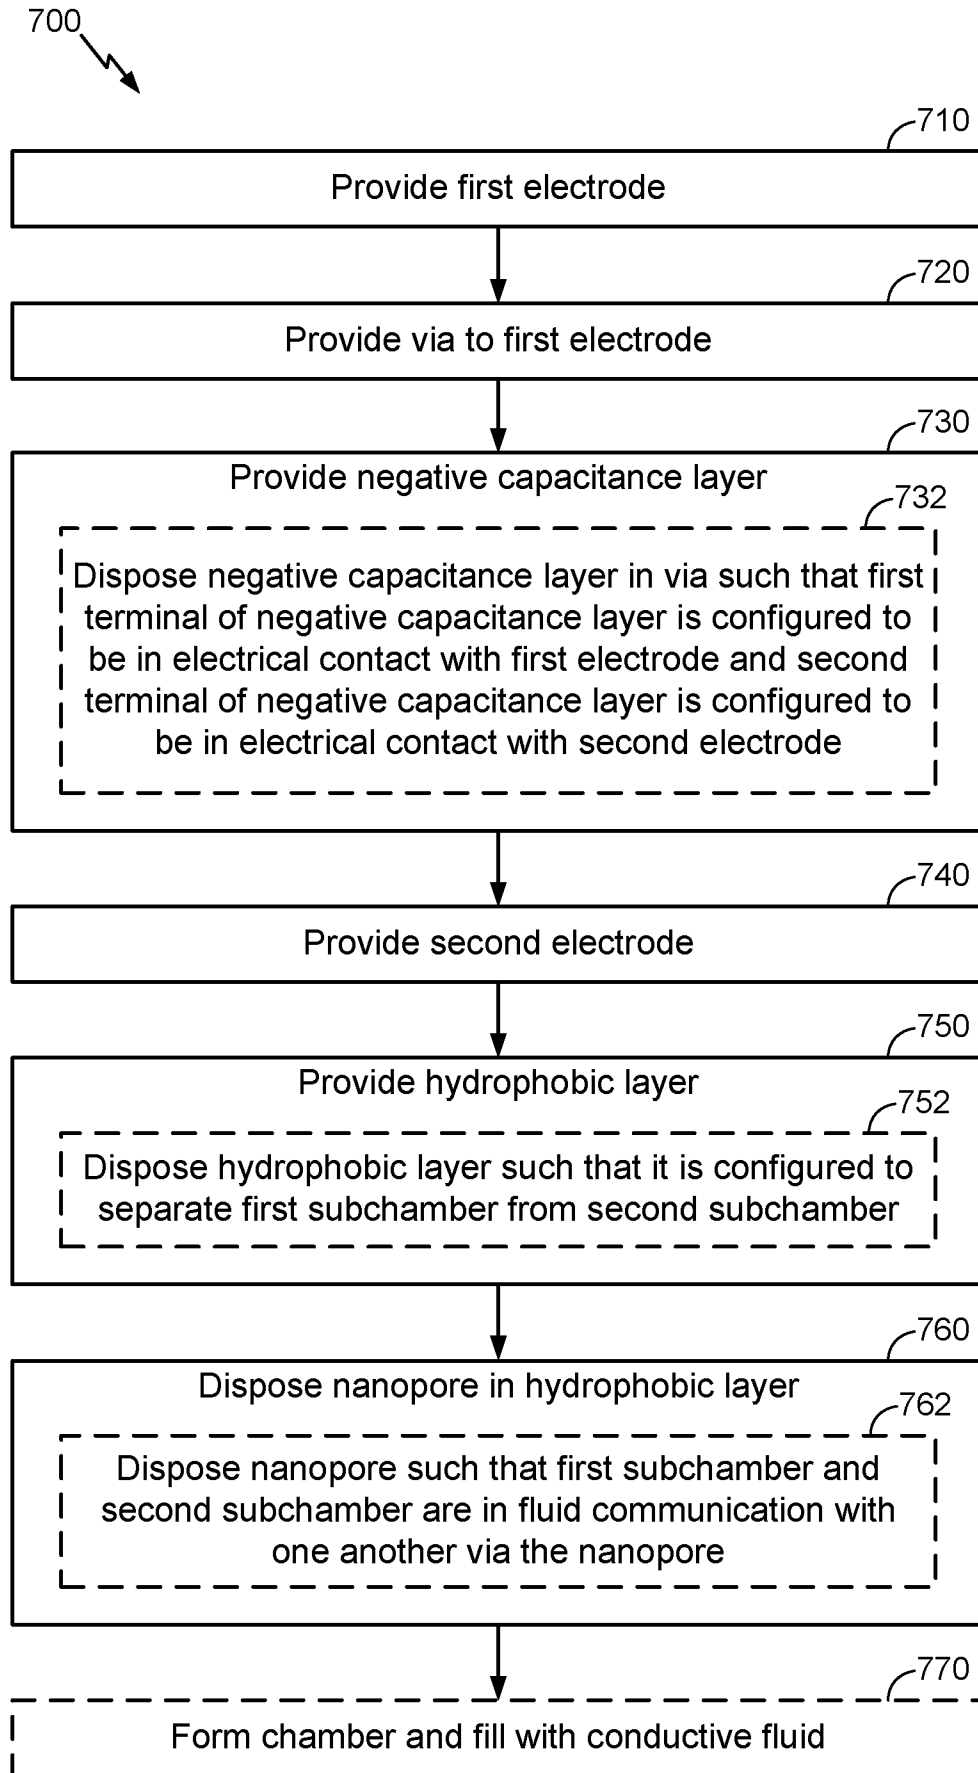 700
710
Provide first electrode
720
Provide via to first electrode
730
Provide negative capacitance layer
732
Dispose negative capacitance layer in via such that first
terminal of negative capacitance layer is configured to
be in electrical contact with first electrode and second
terminal of negative capacitance layer is configured to
be in electrical contact with second electrode
740
Provide second electrode
750
Provide hydrophobic layer
752
Dispose hydrophobic layer such that it is configured to
separate first subchamber from second subchamber
760
Dispose nanopore in hydrophobic layer
762
Dispose nanopore such that first subchamber and
second subchamber are in fluid communication with
one another via the nanopore
770
Form chamber and fill with conductive fluid